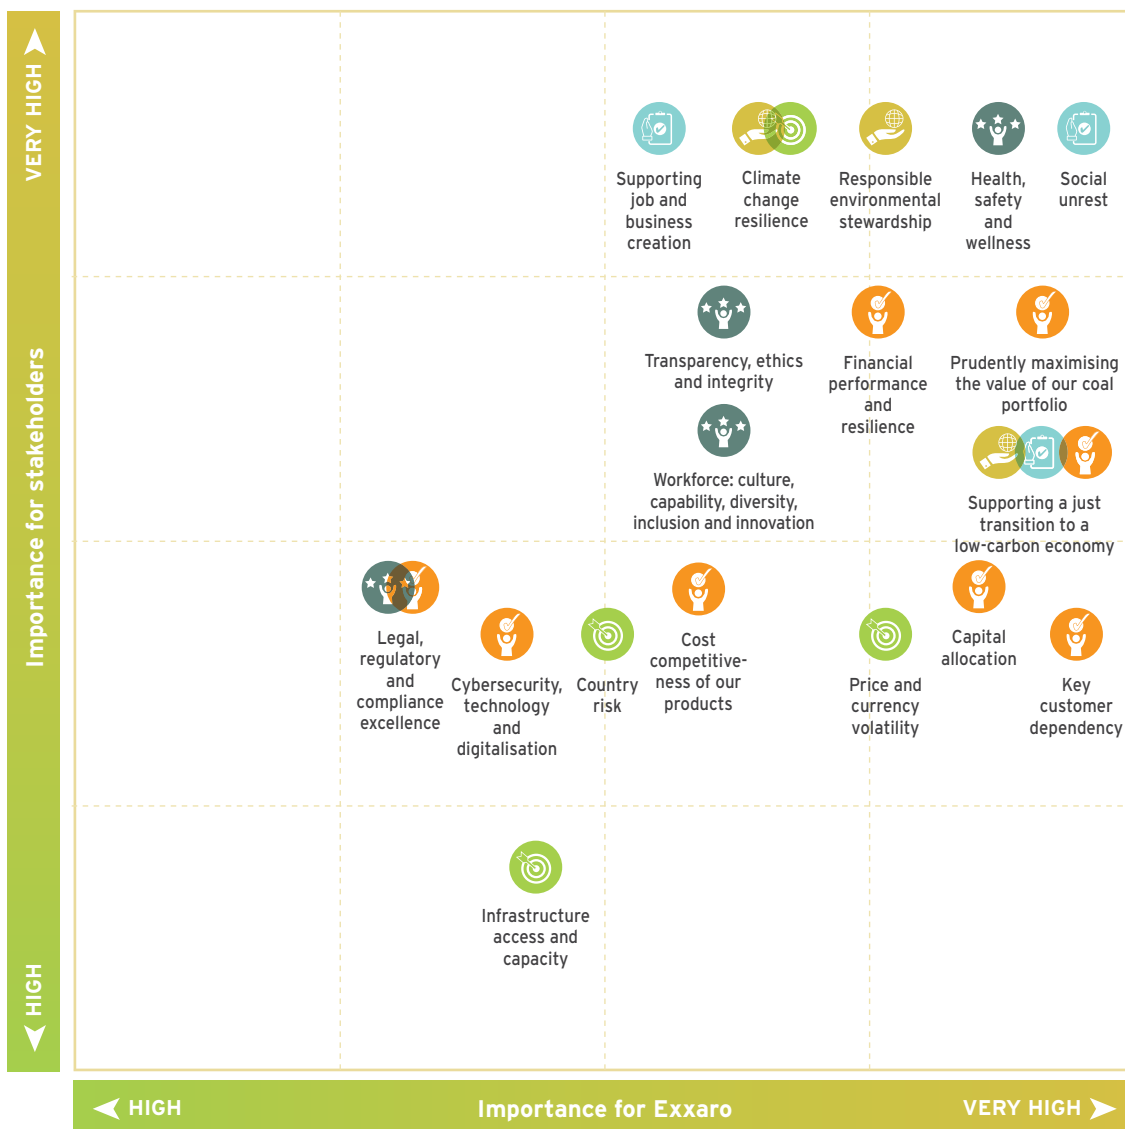 VERY HIGH
Importance for stakeholders
HIGH
Supporting
job and
business
creation
Climate
change
resilience
Responsible
environmental
stewardship
Health,
safety
and
wellness
Social
unrest
Transparency, ethics
and integrity
Financial
performance
and
resilience
Prudently maximising
the value of our coal
portfolio
Workforce: culture,
capability, diversity,
inclusion and innovation
Supporting a just
transition to a
low-carbon economy
Legal,
regulatory
and
compliance
excellence
Cybersecurity,
technology
and
digitalisation
Country
risk
Cost
competitive-
ness of our
products
Price and
currency
volatility
Capital
allocation
Key
customer
dependency
Infrastructure
access and
capacity
HIGH
Importance for Exxaro
VERY HIGH